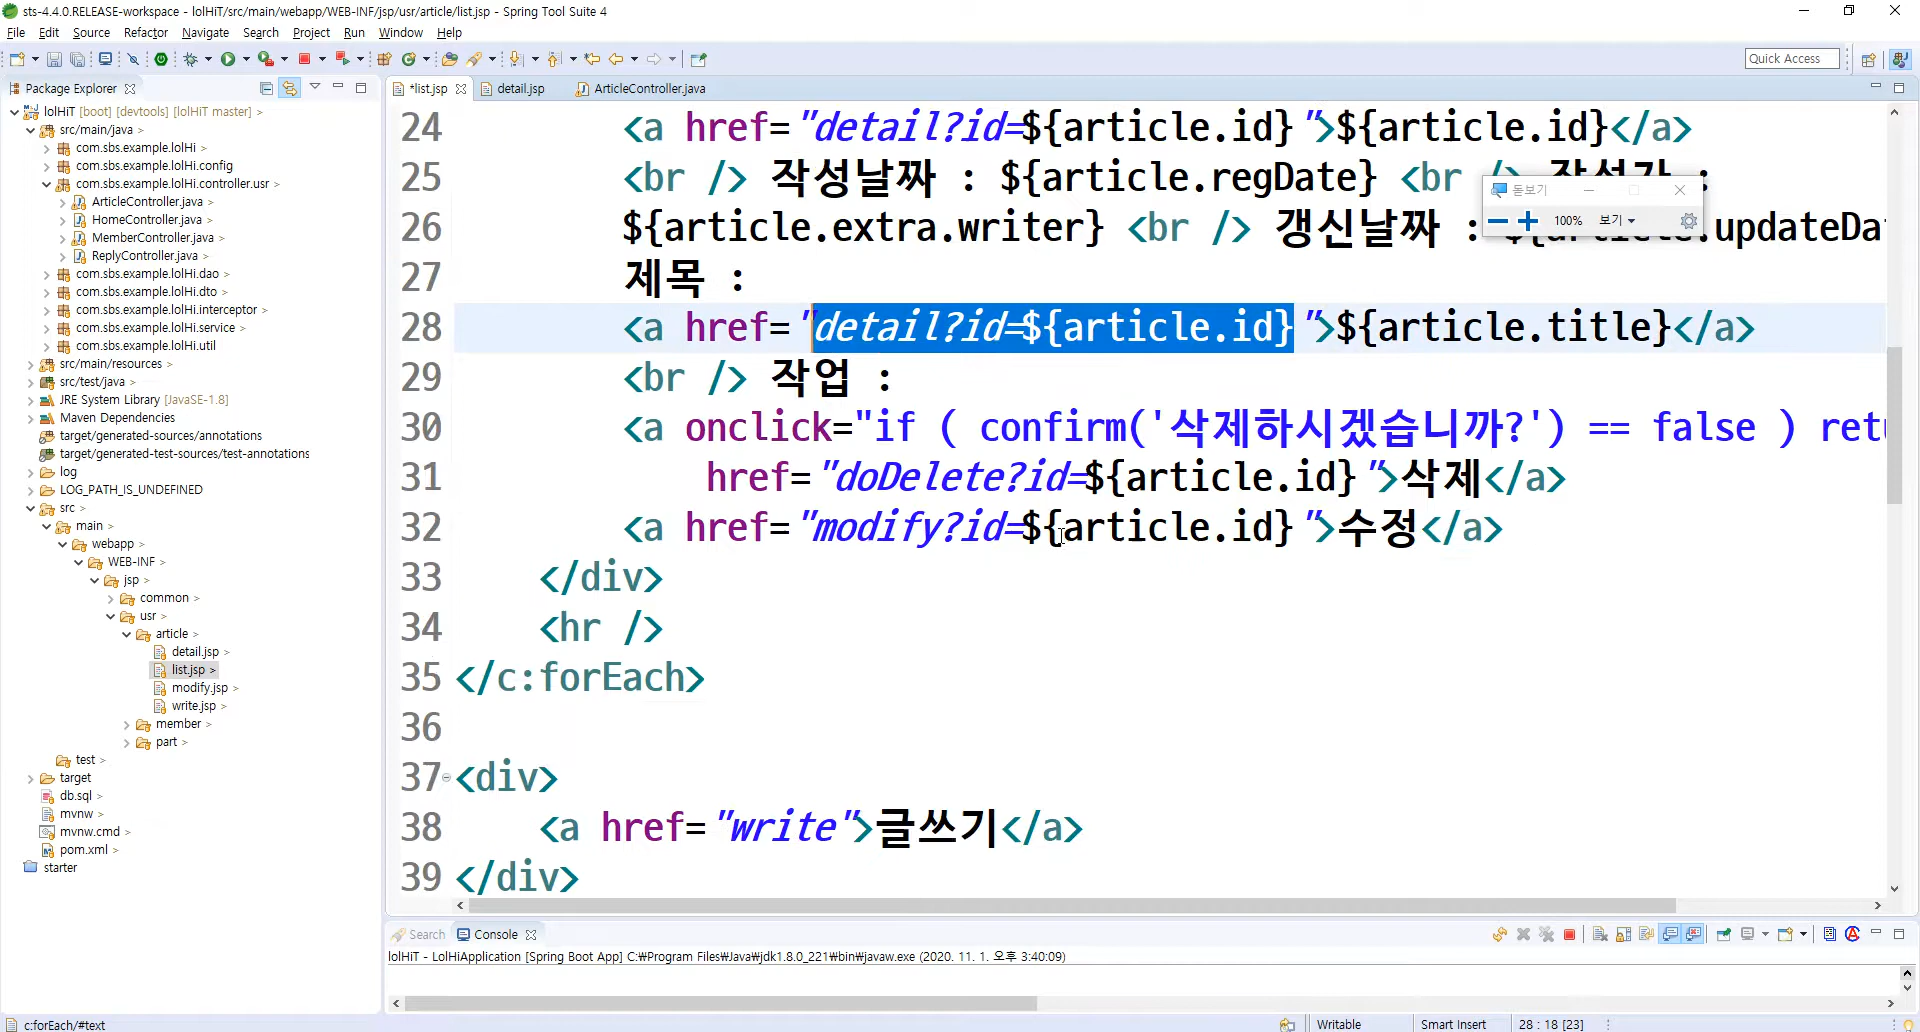 sts-4.4.0.RELEASE-workspace - lolHiT/src/main/webapp/WEB-INF/jsp/usr/article/list.jsp - Spring Tool Suite 4
File Edit Source Refactor Navigate Search Project Run Window Help
Quick Access
Package Explorer
lolHiT [boot] [devtools] [lolHiT master] >
src/main/java >
com.sbs.example.lolHi >
com.sbs.example.lolHi.config
com.sbs.example.lolHi.controller.usr >
ArticleController.java >
HomeController.java >
MemberController.java >
ReplyController.java >
com.sbs.example.lolHi.dao >
com.sbs.example.lolHi.dto >
com.sbs.example.lolHi.interceptor >
com.sbs.example.lolHi.service >
com.sbs.example.lolHi.util
src/main/resources >
src/test/java >
JRE System Library [JavaSE-1.8]
Maven Dependencies
target/generated-sources/annotations
target/generated-test-sources/test-annotations
log
LOG_PATH_IS_UNDEFINED
src >
main >
webapp >
WEB-INF >
jsp >
common >
usr >
article >
detail.jsp >
list.jsp >
modify.jsp >
write.jsp >
member >
part >
test >
target
db.sql >
mvnw >
mvnw.cmd >
pom.xml >
starter
*list.jsp detail.jsp ArticleController.java
24 <a href="detail?id=${article.id}">${article.id}</a>
25 <br /> 작성날짜 : ${article.regDate} <br /> :
26 ${article.extra.writer} <br /> 갱신날짜 :
27 제목 :
28 <a href="detail?id=${article.id}">${article.title}</a>
29 <br /> 작업 :
30 <a onclick="if ( confirm('삭제하시겠습니까?') == false ) retu
31 href="doDelete?id=${article.id}">삭제</a>
32 <a href="modify?id=${article.id}">수정</a>
33 </div>
34 <hr />
35 </c:forEach>
36
37 <div>
38 <a href="write">글쓰기</a>
39 </div>
돋보기
100% 보기
Search Console
lolHiT - LolHiApplication [Spring Boot App] C:₩Program Files₩Java₩jdk1.8.0_221₩bin₩javaw.exe (2020. 11. 1. 오후 3:40:09)
c:forEach/#text
Writable Smart Insert 28 : 18 [23]